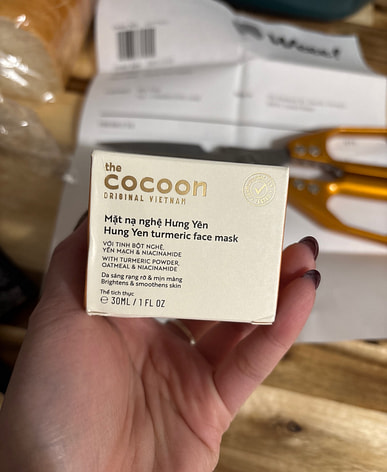 the
cocoon
ORIGINAL VIETNAM
Mặt nạ nghệ Hưng Yên
Hung Yen turmeric face mask
VỚI TINH BỘT NGHỆ,
YẾN MẠCH & NIACINAMIDE
WITH TURMERIC POWDER,
OATMEAL & NIACINAMIDE
Da sáng rạng rỡ & mịn màng
Brightens & smoothens skin
Thể tích thực
℮ 30ML / 1 FL OZ